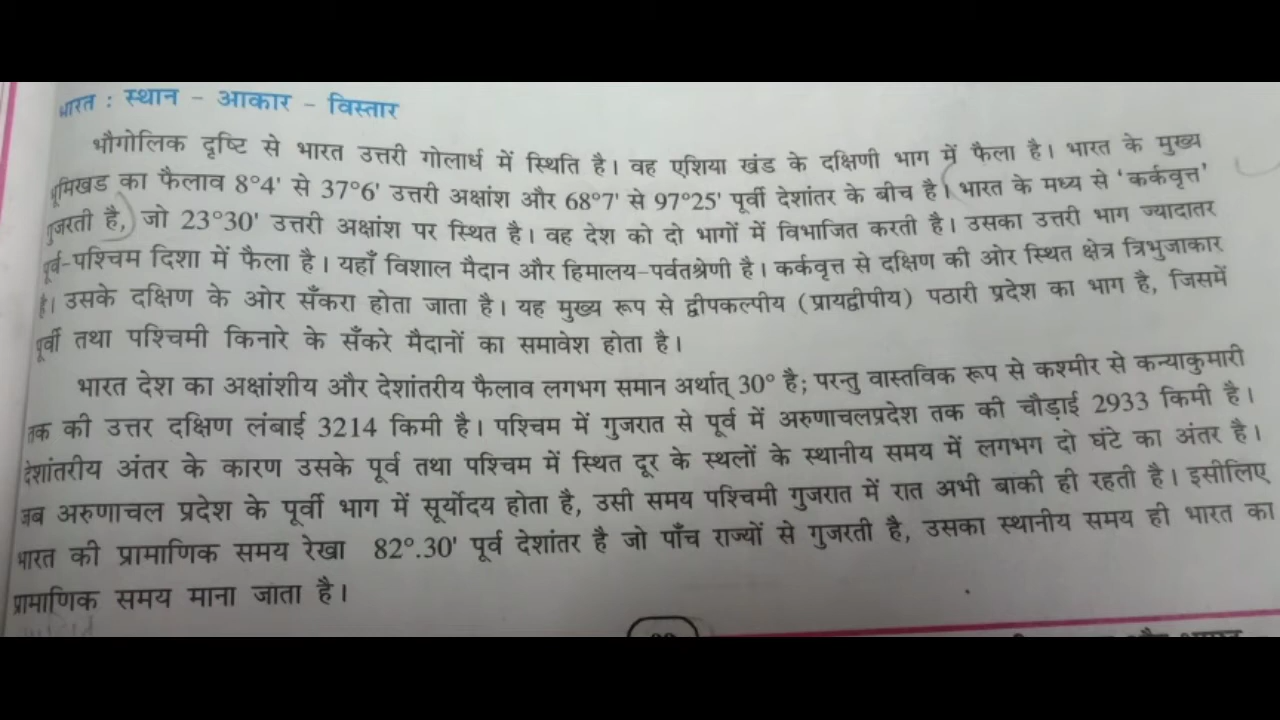 भारत : स्थान - आकार - विस्तार
भौगोलिक दृष्टि से भारत उत्तरी गोलार्ध में स्थिति है। वह एशिया खंड के दक्षिणी भाग में फैला है। भारत के मुख्य
भूमिखड का फैलाव 8°4' से 37°6' उत्तरी अक्षांश और 68°7' से 97°25' पूर्वी देशांतर के बीच है। भारत के मध्य से 'कर्कवृत्त'
गुजरती है, जो 23°30' उत्तरी अक्षांश पर स्थित है। वह देश को दो भागों में विभाजित करती है। उसका उत्तरी भाग ज्यादातर
पूर्व-पश्चिम दिशा में फैला है। यहाँ विशाल मैदान और हिमालय-पर्वतश्रेणी है। कर्कवृत्त से दक्षिण की ओर स्थित क्षेत्र त्रिभुजाकार
है। उसके दक्षिण के ओर सँकरा होता जाता है। यह मुख्य रूप से द्वीपकल्पीय (प्रायद्वीपीय) पठारी प्रदेश का भाग है, जिसमें
पूर्वी तथा पश्चिमी किनारे के सँकरे मैदानों का समावेश होता है।
भारत देश का अक्षांशीय और देशांतरीय फैलाव लगभग समान अर्थात् 30° है; परन्तु वास्तविक रूप से कश्मीर से कन्याकुमारी
तक की उत्तर दक्षिण लंबाई 3214 किमी है। पश्चिम में गुजरात से पूर्व में अरुणाचलप्रदेश तक की चौड़ाई 2933 किमी है।
देशांतरीय अंतर के कारण उसके पूर्व तथा पश्चिम में स्थित दूर के स्थलों के स्थानीय समय में लगभग दो घंटे का अंतर है।
जब अरुणाचल प्रदेश के पूर्वी भाग में सूर्योदय होता है, उसी समय पश्चिमी गुजरात में रात अभी बाकी ही रहती है। इसीलिए
भारत की प्रामाणिक समय रेखा 82°.30' पूर्व देशांतर है जो पाँच राज्यों से गुजरती है, उसका स्थानीय समय ही भारत का
प्रामाणिक समय माना जाता है।